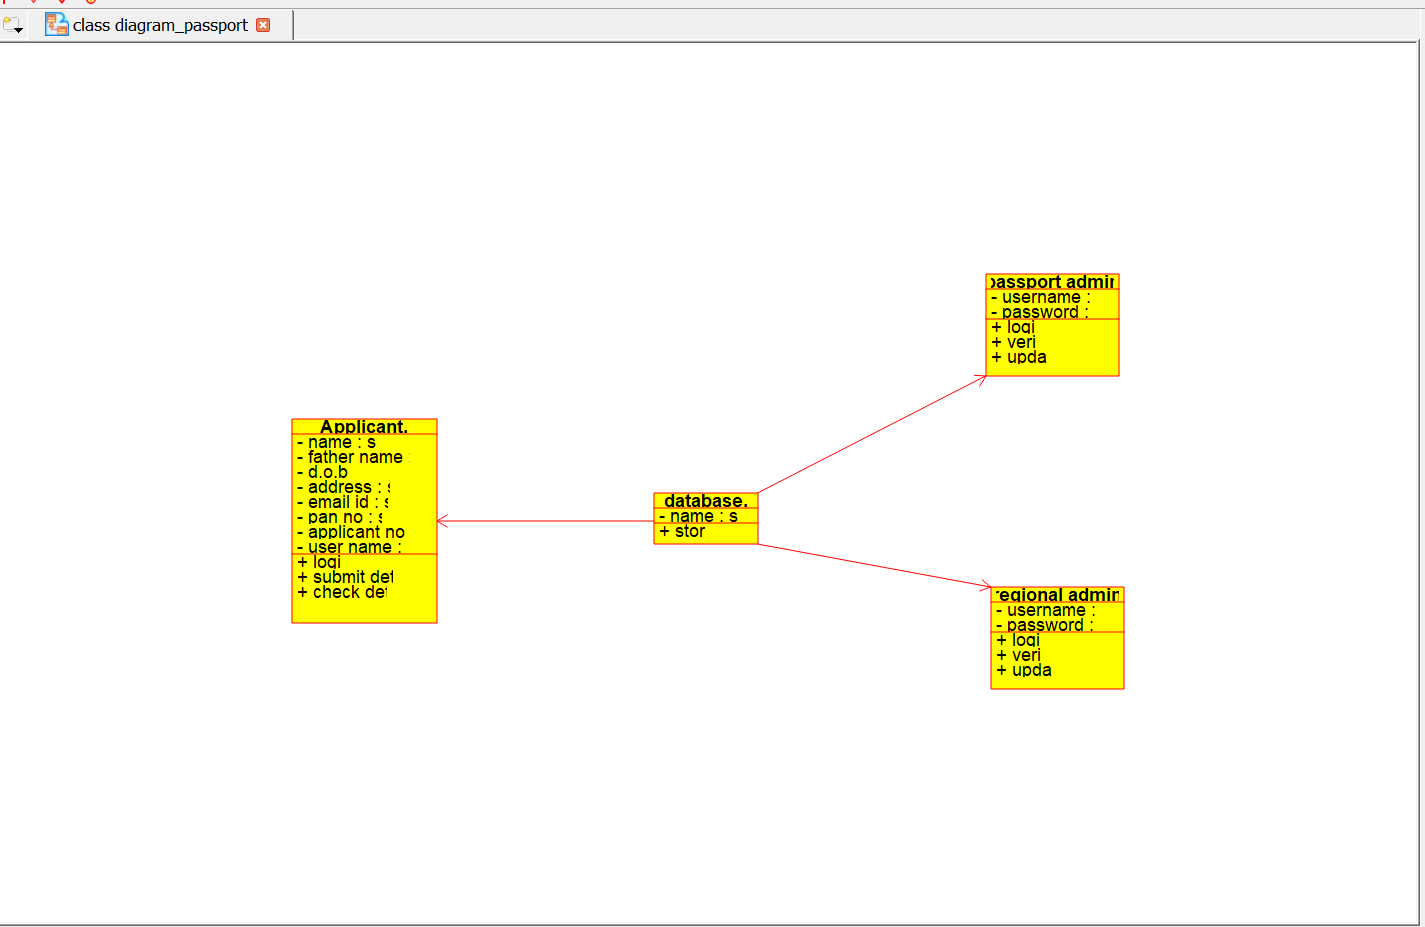 class diagram_passport
passport admin
- username :
- password :
+ logi
+ veri
+ upda
Applicant.
- name : s
- father name :
- d.o.b
- address : s
- email id : s
- pan no : s
- applicant no
- user name :
+ logi
+ submit det
+ check det
database.
- name : s
+ stor
regional admin
- username :
- password :
+ logi
+ veri
+ upda